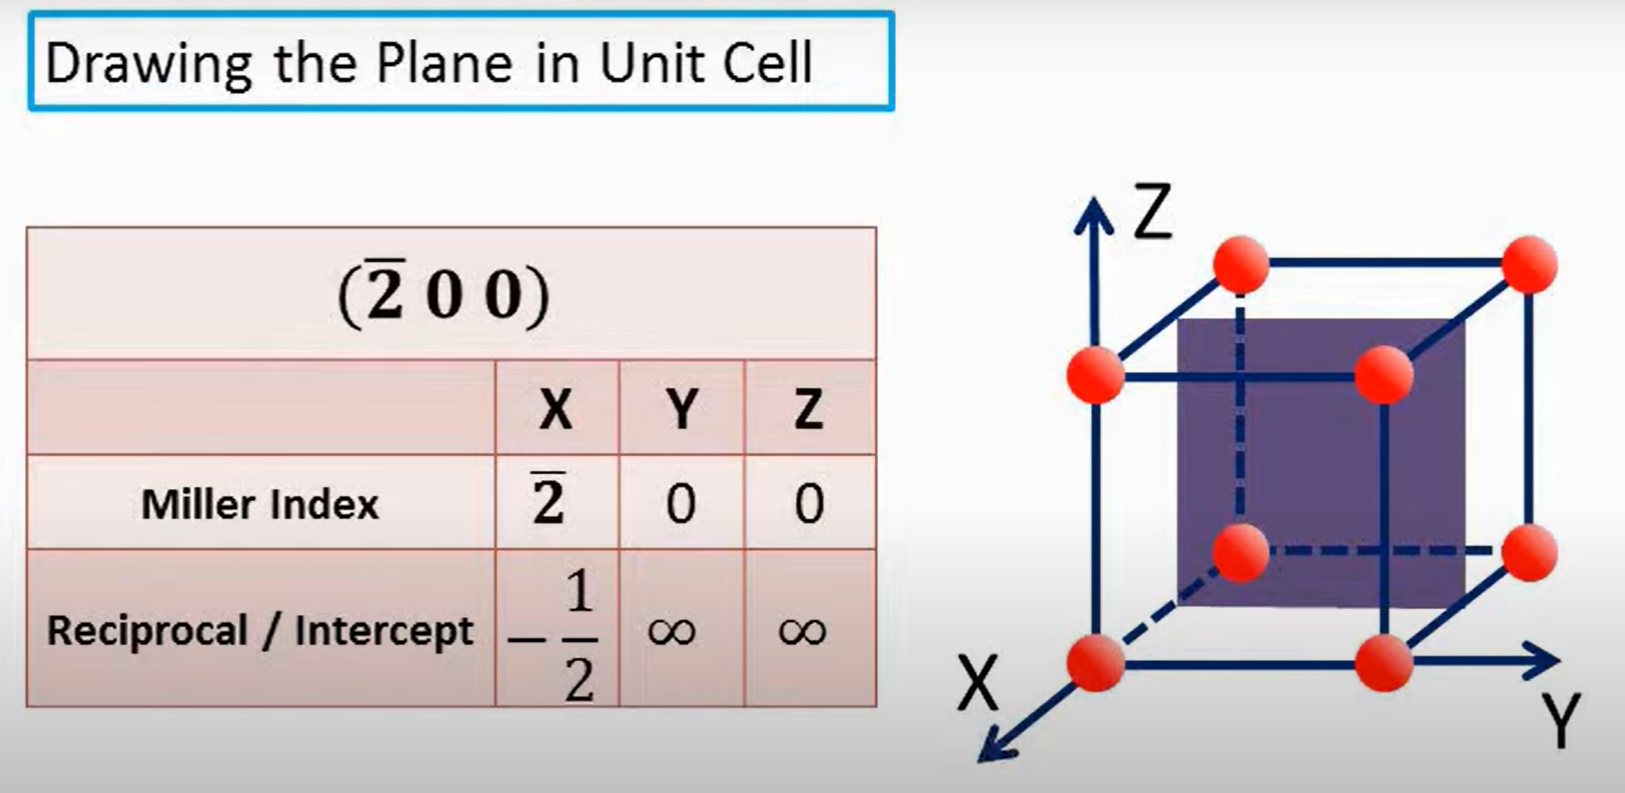 Drawing the Plane in Unit Cell
(2̅ 0 0)
X Y Z
Miller Index 2̅ 0 0
Reciprocal / Intercept −1/2 ∞ ∞
Z
X
Y